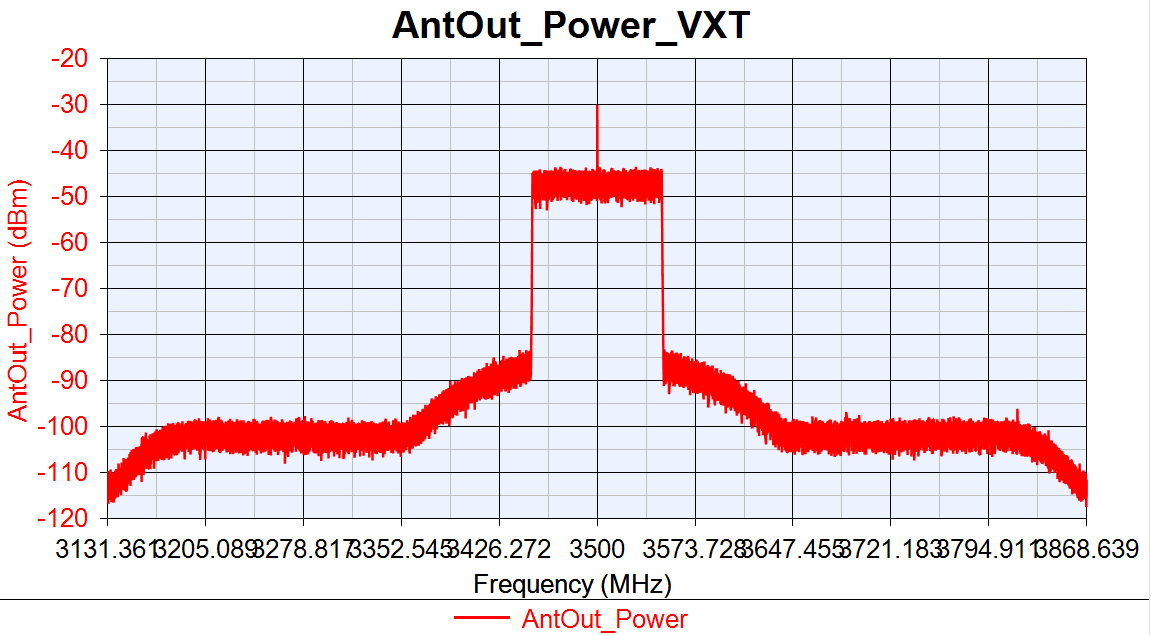 AntOut_Power_VXT
-20
-30
-40
-50
-60
-70
-80
-90
-100
-110
-120
AntOut_Power (dBm)
3131.361 3205.089 3278.817 3352.545 3426.272 3500 3573.728 3647.455 3721.183 3794.911 3868.639
Frequency (MHz)
AntOut_Power